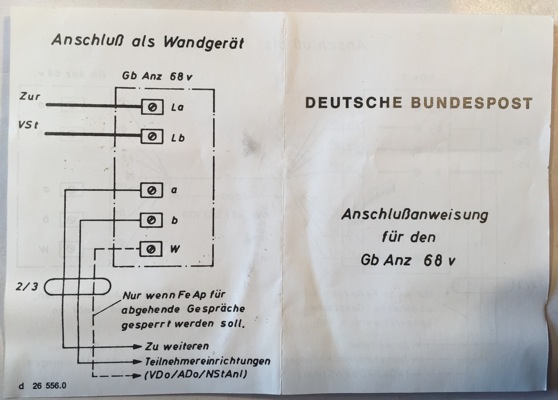 Anschluß als Wandgerät
Gb Anz 68 v
Zur
VSt
La
Lb
a
b
W
2/3
Nur wenn FeAp für
abgehende Gespräche
gesperrt werden soll.
Zu weiteren
Teilnehmereinrichtungen
(VDo/ADo/NStAnl)
d 26 556.0
DEUTSCHE BUNDESPOST
Anschlußanweisung
für den
Gb Anz 68 v